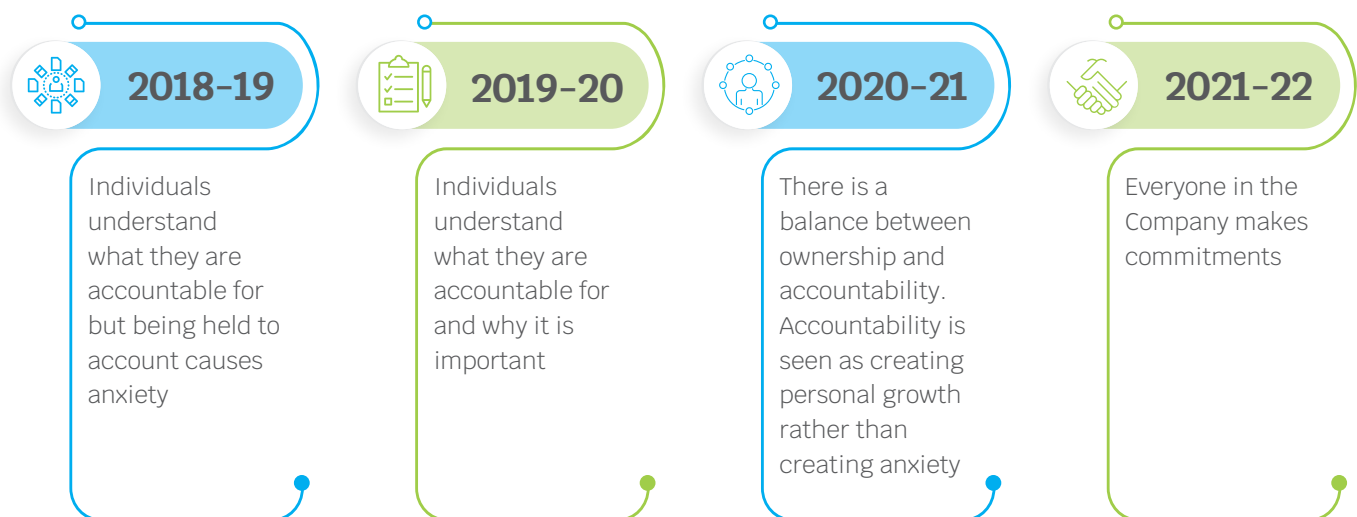 2018-19
Individuals
understand
what they are
accountable for
but being held to
account causes
anxiety
2019-20
Individuals
understand
what they are
accountable for
and why it is
important
2020-21
There is a
balance between
ownership and
accountability.
Accountability is
seen as creating
personal growth
rather than
creating anxiety
2021-22
Everyone in the
Company makes
commitments